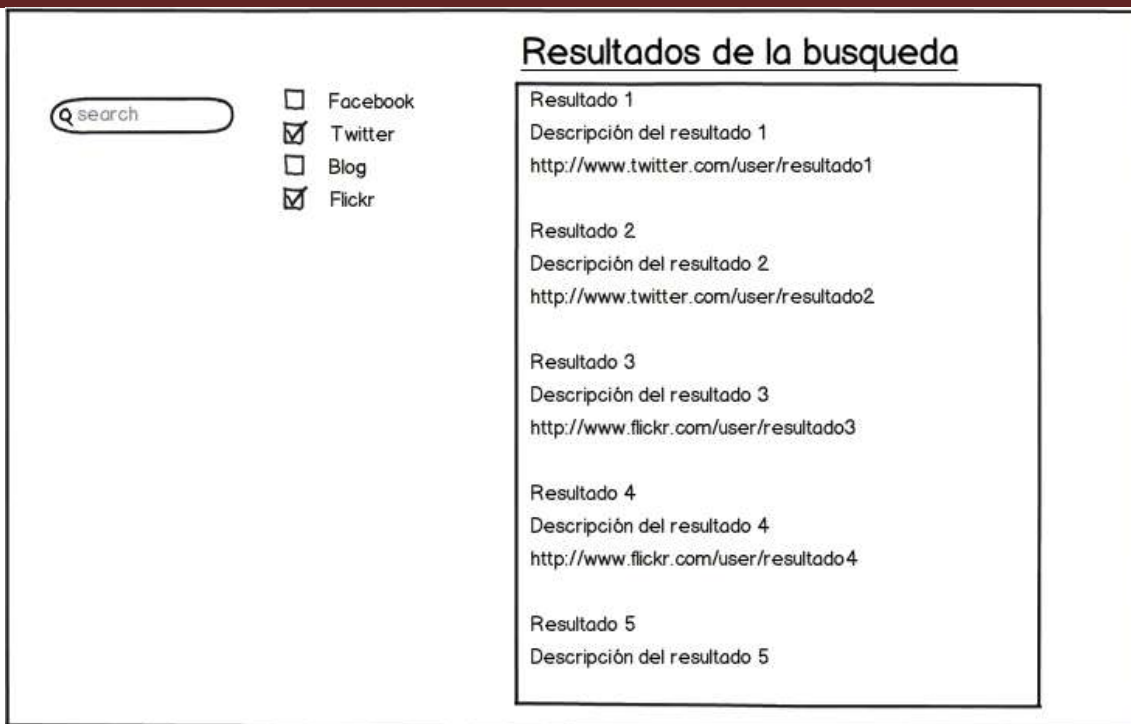 Resultados de la busqueda
search
Facebook
Twitter
Blog
Flickr
Resultado 1
Descripción del resultado 1
http://www.twitter.com/user/resultado1
Resultado 2
Descripción del resultado 2
http://www.twitter.com/user/resultado2
Resultado 3
Descripción del resultado 3
http://www.flickr.com/user/resultado3
Resultado 4
Descripción del resultado 4
http://www.flickr.com/user/resultado4
Resultado 5
Descripción del resultado 5